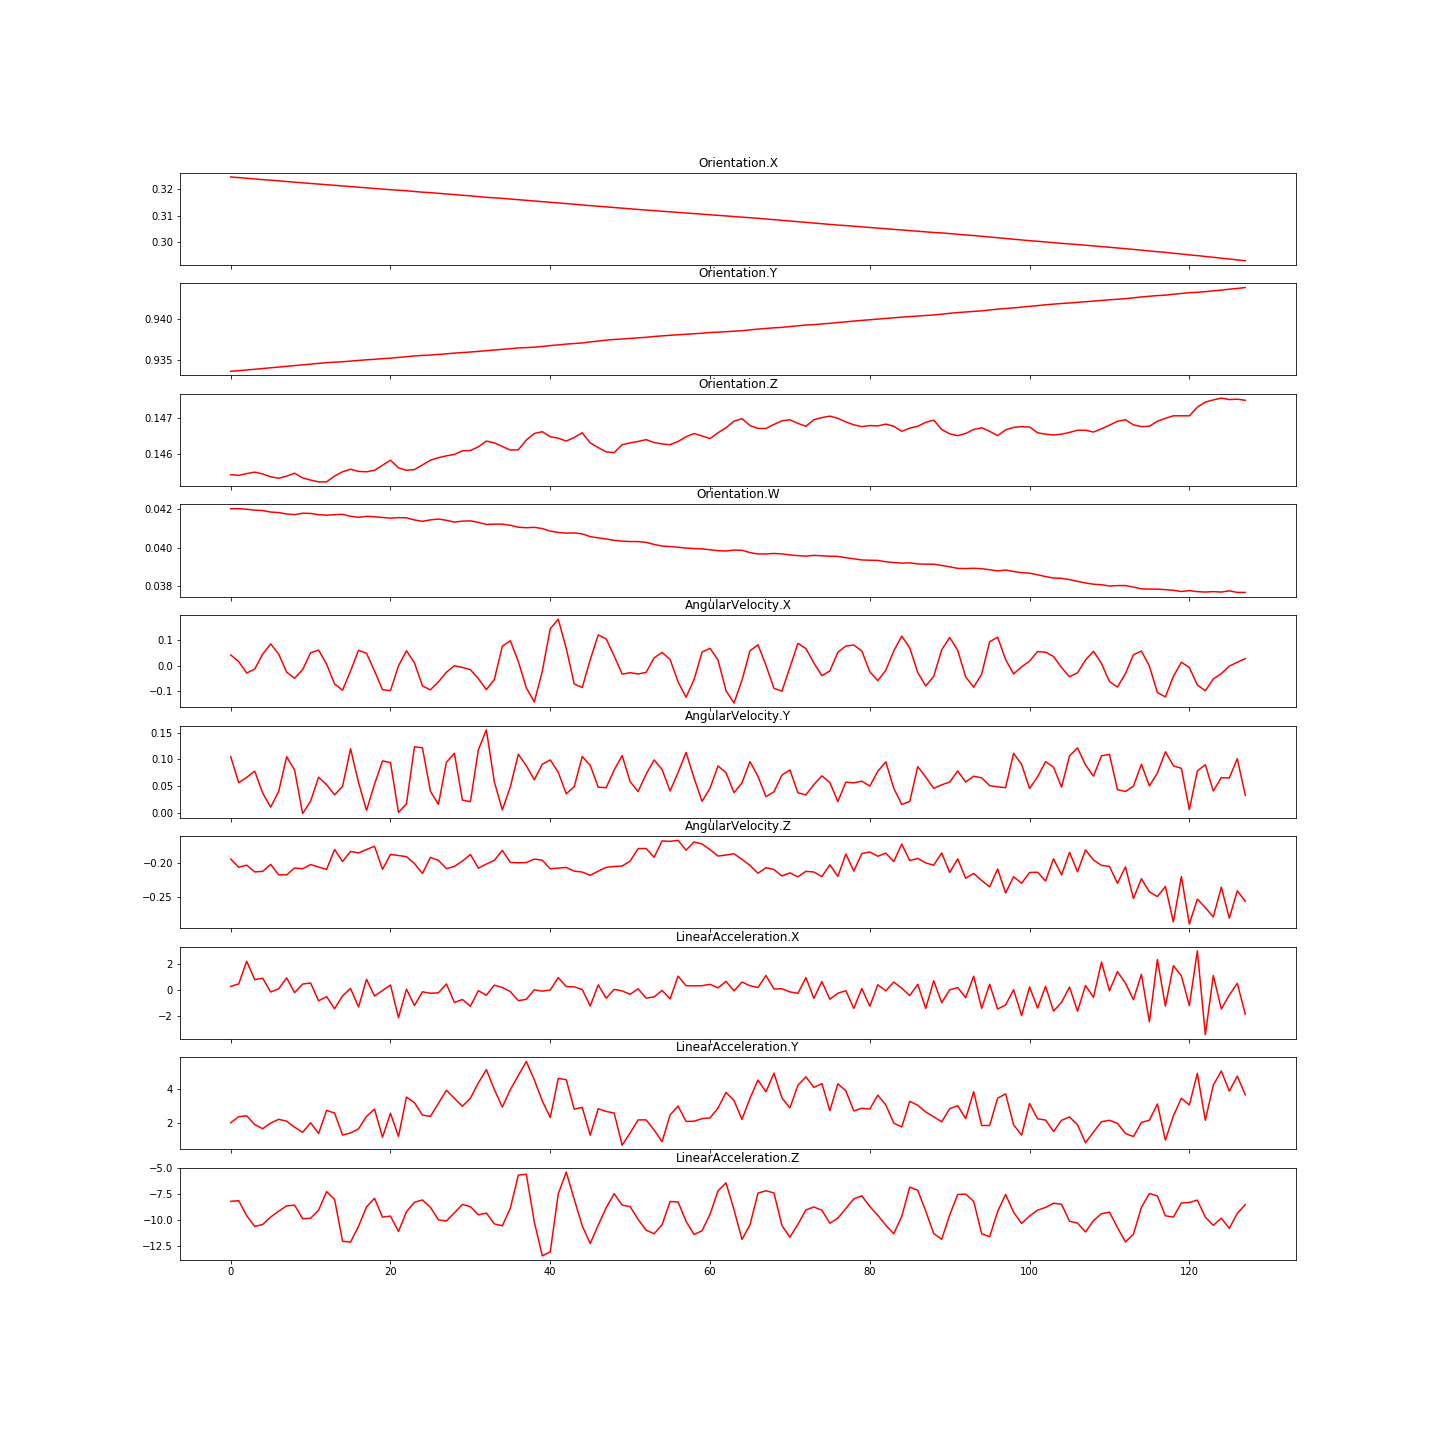 Orientation.X
0.32
0.31
0.30
Orientation.Y
0.940
0.935
Orientation.Z
0.147
0.146
Orientation.W
0.042
0.040
0.038
AngularVelocity.X
0.1
0.0
−0.1
AngularVelocity.Y
0.15
0.10
0.05
0.00
AngularVelocity.Z
−0.20
−0.25
LinearAcceleration.X
2
0
−2
LinearAcceleration.Y
4
2
LinearAcceleration.Z
−5.0
−7.5
−10.0
−12.5
0 20 40 60 80 100 120